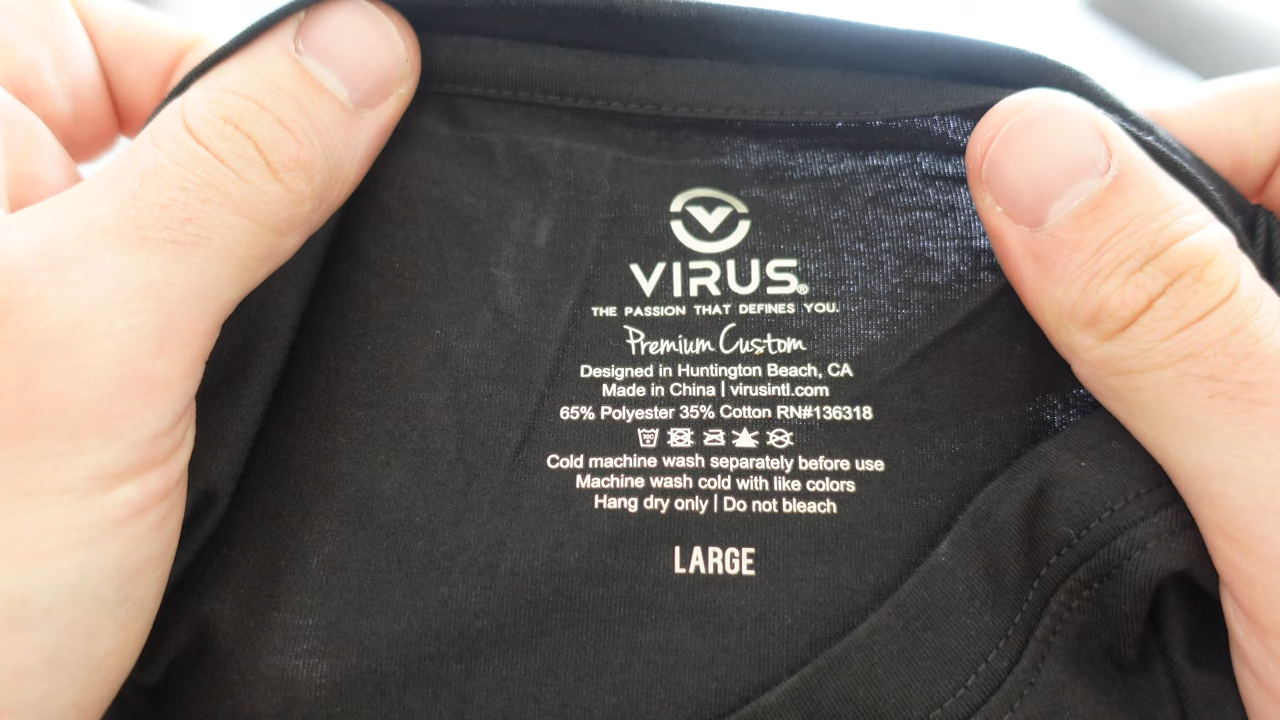 VIRUS®
THE PASSION THAT DEFINES YOU.
Premium Custom
Designed in Huntington Beach, CA
Made in China | virusintl.com
65% Polyester 35% Cotton RN#136318
30C
Cold machine wash separately before use
Machine wash cold with like colors
Hang dry only | Do not bleach
LARGE